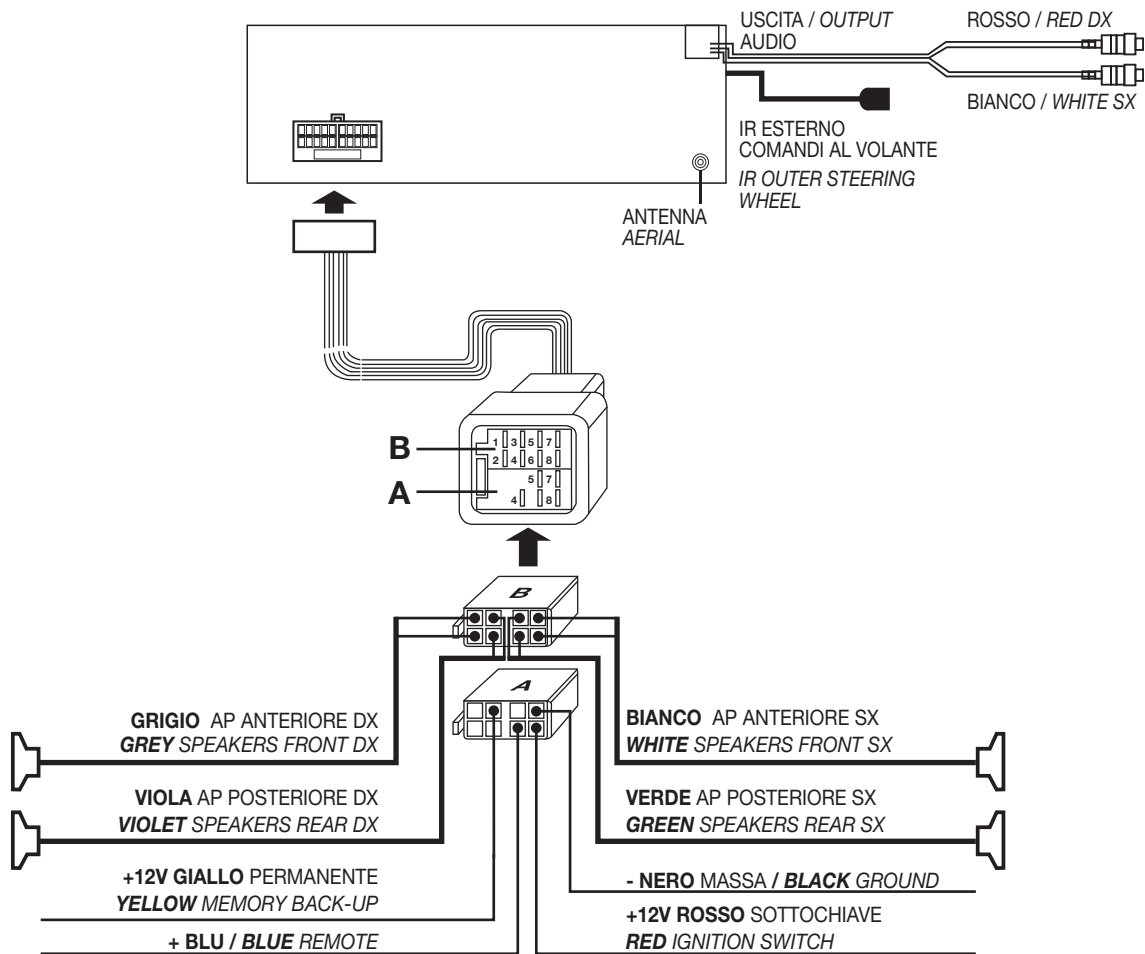 USCITA / OUTPUT
AUDIO
ROSSO / RED DX
BIANCO / WHITE SX
IR ESTERNO
COMANDI AL VOLANTE
IR OUTER STEERING
WHEEL
ANTENNA
AERIAL
B
A
1 3 5 7
2 4 6 8
5 7
4 8
B
A
GRIGIO AP ANTERIORE DX
GREY SPEAKERS FRONT DX
BIANCO AP ANTERIORE SX
WHITE SPEAKERS FRONT SX
VIOLA AP POSTERIORE DX
VIOLET SPEAKERS REAR DX
VERDE AP POSTERIORE SX
GREEN SPEAKERS REAR SX
+12V GIALLO PERMANENTE
YELLOW MEMORY BACK-UP
- NERO MASSA / BLACK GROUND
+ BLU / BLUE REMOTE
+12V ROSSO SOTTOCHIAVE
RED IGNITION SWITCH